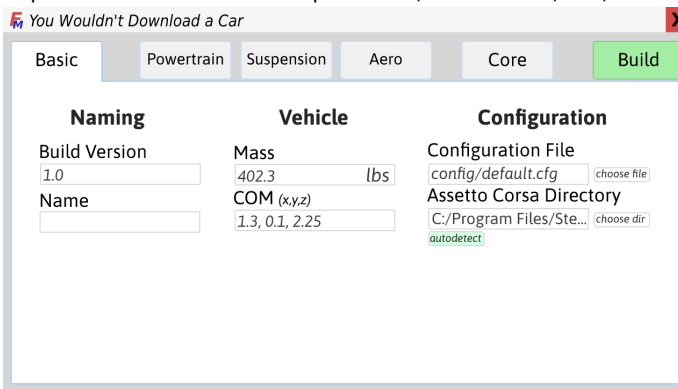 You Wouldn't Download a Car
X
Basic
Powertrain
Suspension
Aero
Core
Build
Naming
Build Version
1.0
Name
Vehicle
Mass
402.3 lbs
COM (x,y,z)
1.3, 0.1, 2.25
Configuration
Configuration File
config/default.cfg
choose file
Assetto Corsa Directory
C:/Program Files/Ste...
choose dir
autodetect